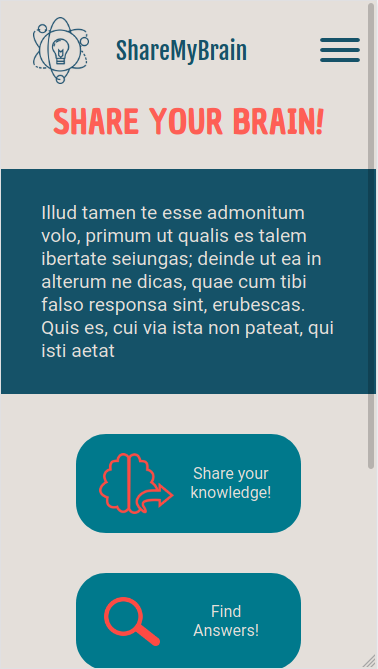 ShareMyBrain
SHARE YOUR BRAIN!
Illud tamen te esse admonitum
volo, primum ut qualis es talem
ibertate seiungas; deinde ut ea in
alterum ne dicas, quae cum tibi
falso responsa sint, erubescas.
Quis es, cui via ista non pateat, qui
isti aetat
Share your
knowledge!
Find
Answers!